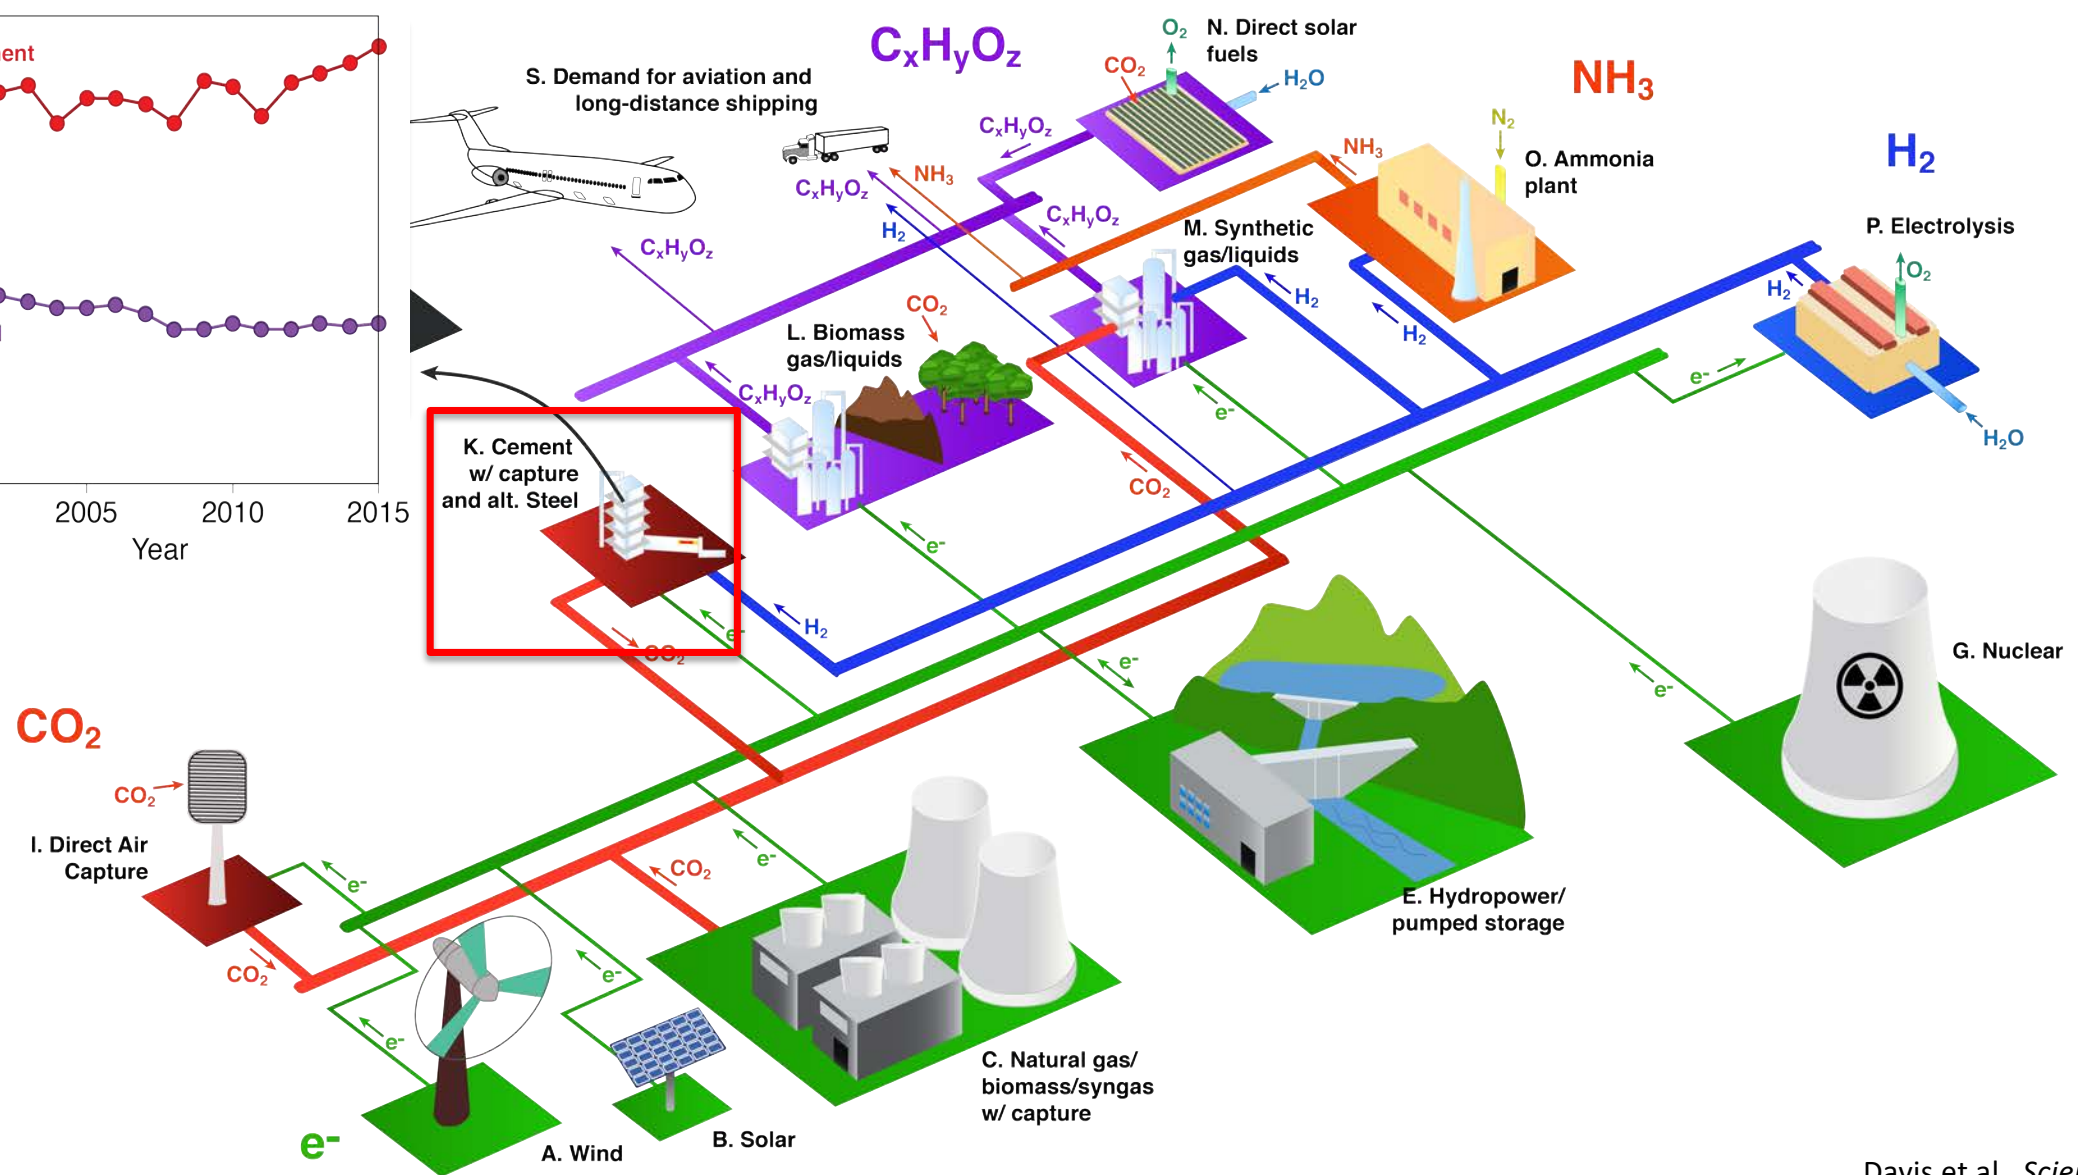 ent
2005
2010
2015
Year
S. Demand for aviation and
long-distance shipping
CxHyOz
O₂
N. Direct solar
fuels
CO₂
H₂O
NH₃
N₂
O. Ammonia
plant
H₂
P. Electrolysis
O₂
H₂
H₂O
CxHyOz
NH₃
CxHyOz
NH₃
H₂
CxHyOz
M. Synthetic
gas/liquids
CxHyOz
H₂
H₂
L. Biomass
gas/liquids
CO₂
CxHyOz
e-
e-
CO₂
K. Cement
w/ capture
and alt. Steel
e-
H₂
e-
CO₂
e-
G. Nuclear
e-
CO₂
CO₂
I. Direct Air
Capture
e-
CO₂
CO₂
e-
E. Hydropower/
pumped storage
e-
e-
C. Natural gas/
biomass/syngas
w/ capture
B. Solar
A. Wind
e-
Davis et al.,